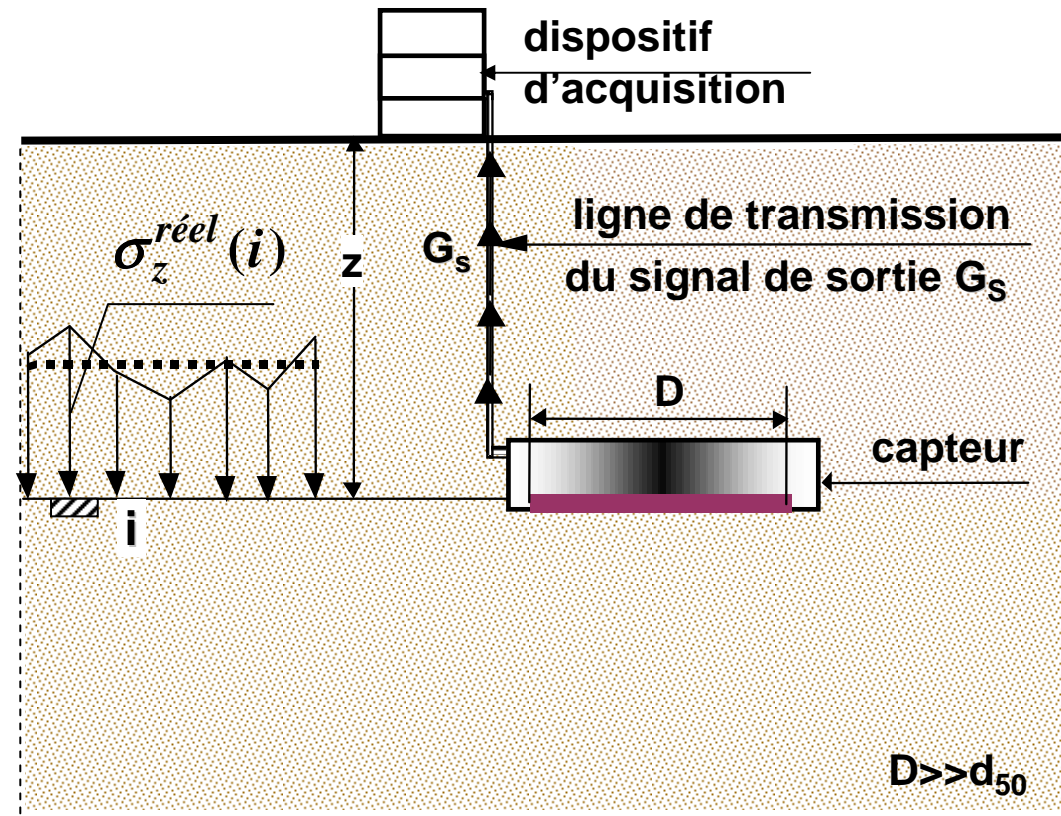 dispositif
d’acquisition
ligne de transmission
du signal de sortie G_S
σ_z^{réel}(i)
z
G_s
D
capteur
i
D>>d_50